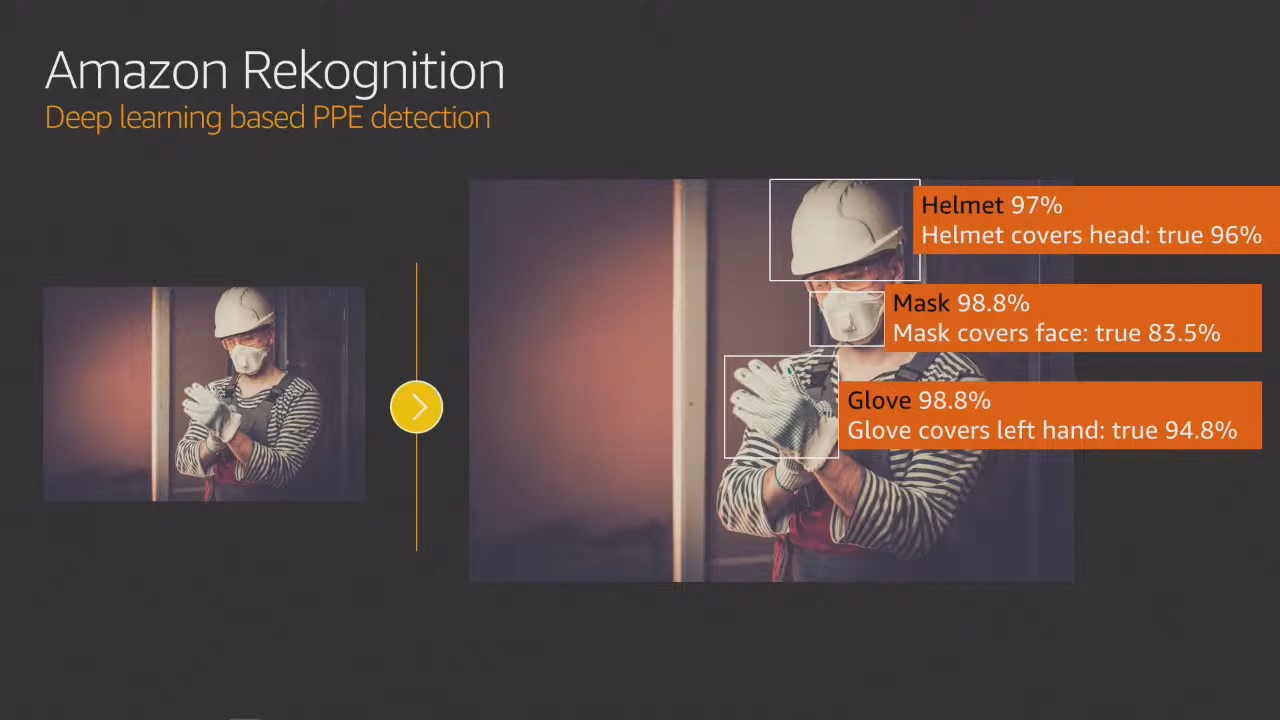 Amazon Rekognition
Deep learning based PPE detection
Helmet 97%
Helmet covers head: true 96%
Mask 98.8%
Mask covers face: true 83.5%
Glove 98.8%
Glove covers left hand: true 94.8%